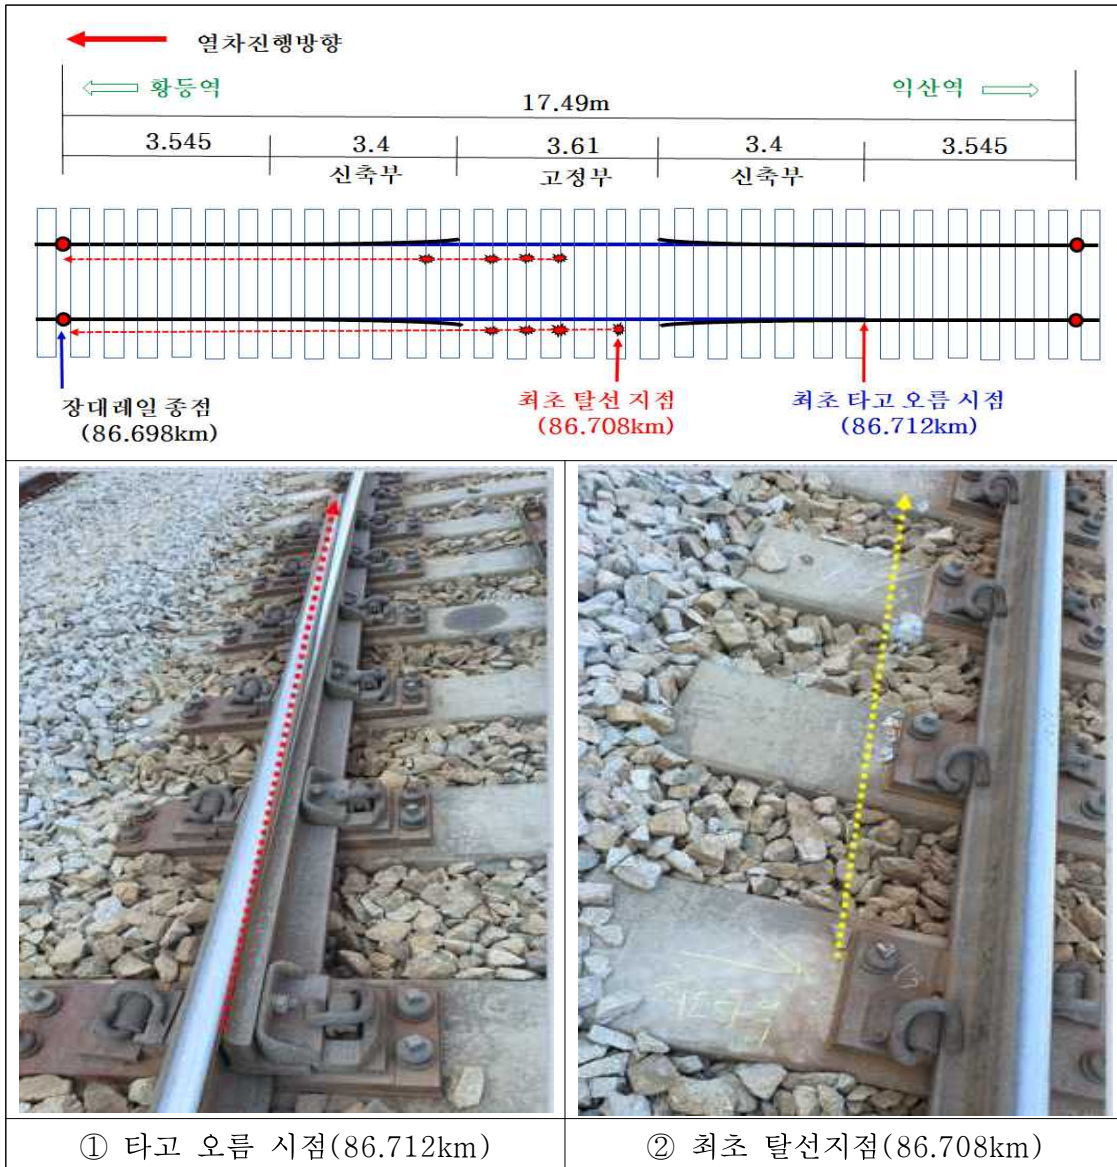 열차진행방향
황등역
익산역
17.49m
3.545
3.4
3.61
3.4
3.545
신축부
고정부
신축부
장대레일 종점
(86.698km)
최초 탈선 지점
(86.708km)
최초 타고 오름 시점
(86.712km)
① 타고 오름 시점(86.712km)
② 최초 탈선지점(86.708km)